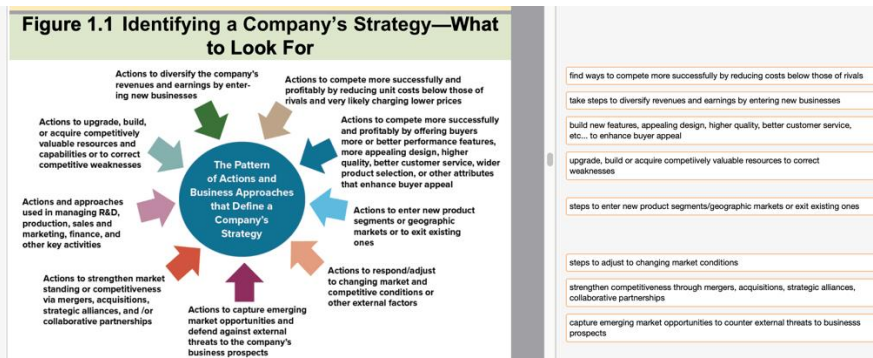 Figure 1.1 Identifying a Company's Strategy—What
to Look For
Actions to diversify the company's
revenues and earnings by enter-
ing new businesses
Actions to compete more successfully and
profitably by reducing unit costs below those of
rivals and very likely charging lower prices
Actions to upgrade, build,
or acquire competitively
valuable resources and
capabilities or to correct
competitive weaknesses
Actions to compete more successfully
and profitably by offering buyers
more or better performance features,
more appealing design, higher
quality, better customer service, wider
product selection, or other attributes
that enhance buyer appeal
The Pattern
of Actions and
Business Approaches
that Define a
Company's
Strategy
Actions and approaches
used in managing R&D,
production, sales and
marketing, finance, and
other key activities
Actions to enter new product
segments or geographic
markets or to exit existing
ones
Actions to strengthen market
standing or competitiveness
via mergers, acquisitions,
strategic alliances, and /or
collaborative partnerships
Actions to respond/adjust
to changing market and
competitive conditions or
other external factors
Actions to capture emerging
market opportunities and
defend against external
threats to the company's
business prospects
find ways to compete more successfully by reducing costs below those of rivals
take steps to diversify revenues and earnings by entering new businesses
build new features, appealing design, higher quality, better customer service,
etc... to enhance buyer appeal
upgrade, build or acquire competiively valuable resources to correct
weaknesses
steps to enter new product segments/geographic markets or exit existing ones
steps to adjust to changing market conditions
strengthen competitiveness through mergers, acquisitions, strategic alliances,
collaborative partnerships
capture emerging market opportunities to counter external threats to businesss
prospects